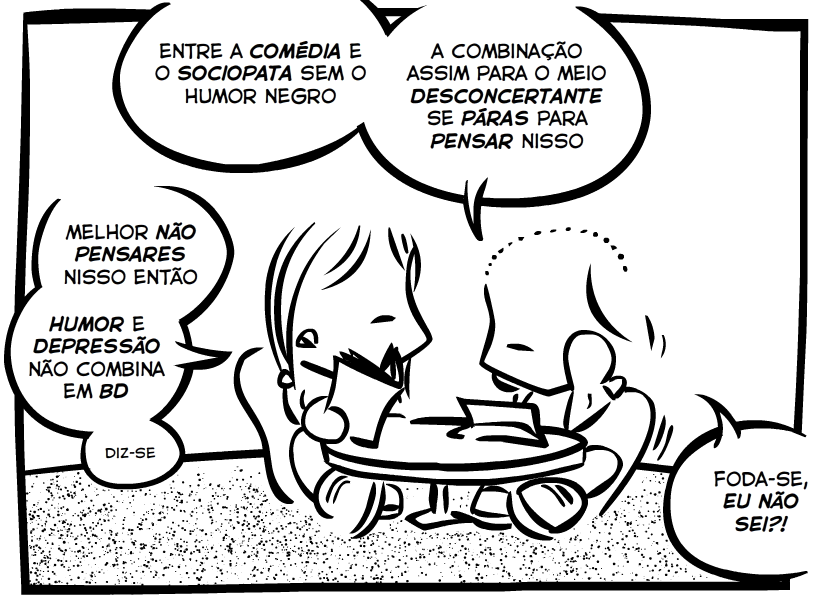 ENTRE A COMÉDIA E
O SOCIOPATA SEM O
HUMOR NEGRO
A COMBINAÇÃO
ASSIM PARA O MEIO
DESCONCERTANTE
SE PÁRAS PARA
PENSAR NISSO
MELHOR NÃO
PENSARES
NISSO ENTÃO
HUMOR E
DEPRESSÃO
NÃO COMBINA
EM BD
DIZ-SE
FODA-SE,
EU NÃO
SEI?!